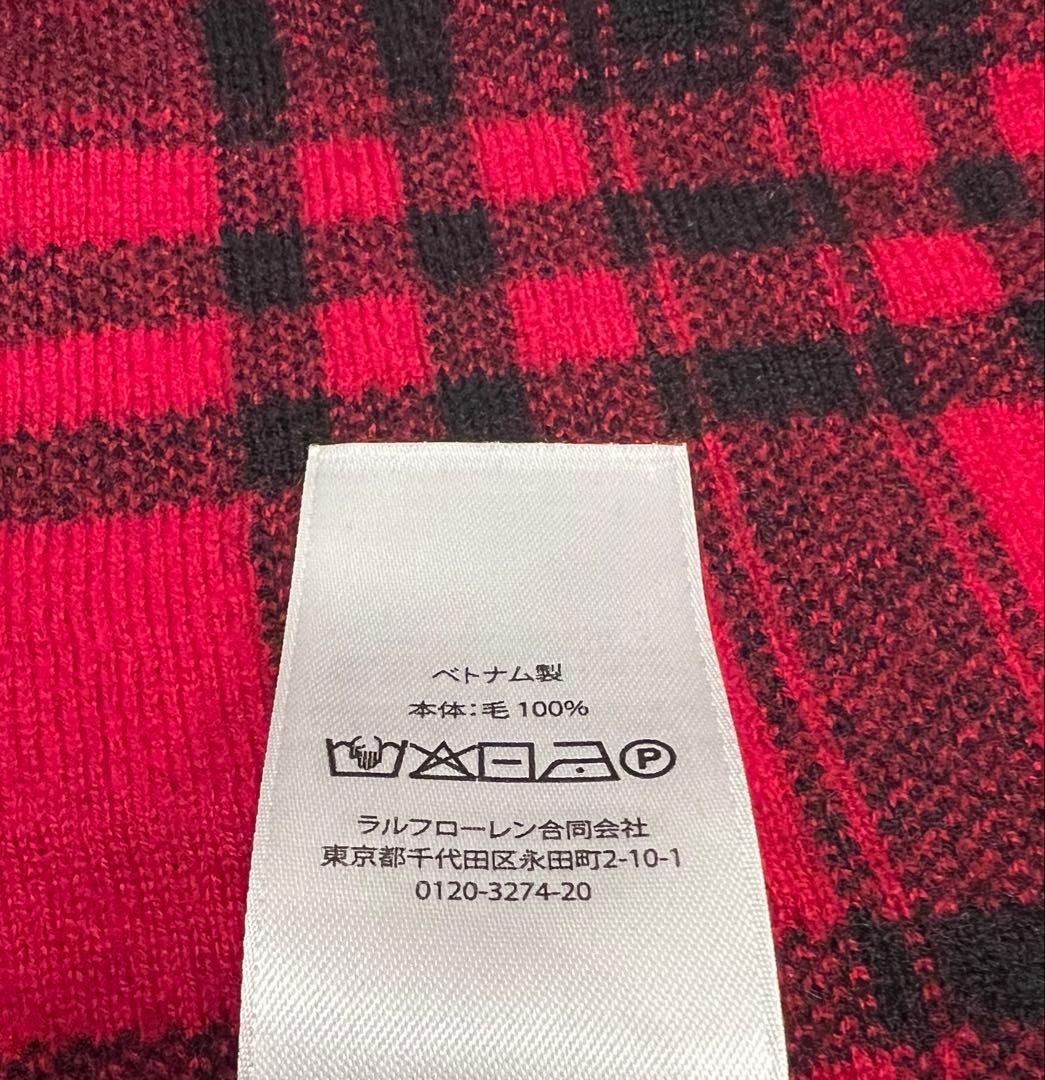 ベトナム製
本体:毛 100%
P
ラルフローレン合同会社
東京都千代田区永田町2-10-1
0120-3274-20